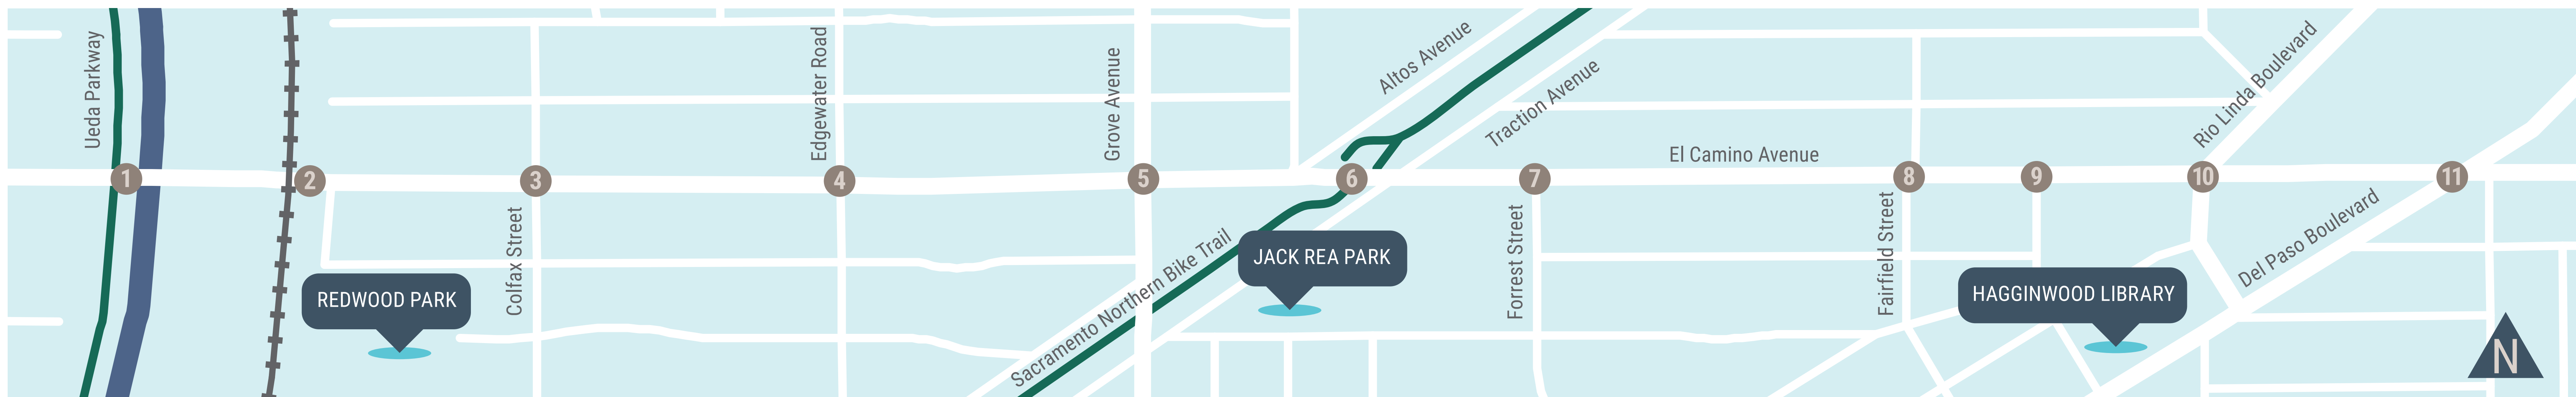 Ueda Parkway
Edgewater Road
Grove Avenue
Altos Avenue
Traction Avenue
Rio Linda Boulevard
El Camino Avenue
1
2
3
4
5
6
7
8
9
10
11
Colfax Street
Sacramento Northern Bike Trail
Forrest Street
Fairfield Street
Del Paso Boulevard
REDWOOD PARK
JACK REA PARK
HAGGINWOOD LIBRARY
N